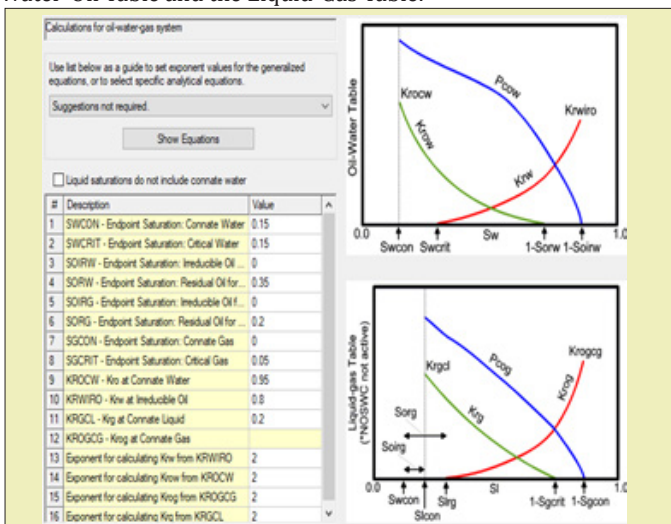 Water-Oil Table and the Liquid-Gas Table.
Calculations for oil-water-gas system
Use list below as a guide to set exponent values for the generalized
equations, or to select specific analytical equations.
Suggestions not required.
Show Equations
Liquid saturations do not include connate water
# Description Value
1 SWCON - Endpoint Saturation: Connate Water 0.15
2 SWCRIT - Endpoint Saturation: Critical Water 0.15
3 SOIRW - Endpoint Saturation: Irreducible Oil ... 0
4 SORW - Endpoint Saturation: Residual Oil for ... 0.35
5 SOIRG - Endpoint Saturation: Irreducible Oil f... 0
6 SORG - Endpoint Saturation: Residual Oil for ... 0.2
7 SGCON - Endpoint Saturation: Connate Gas 0
8 SGCRIT - Endpoint Saturation: Critical Gas 0.05
9 KROCW - Kro at Connate Water 0.95
10 KRWIRO - Krw at Irreducible Oil 0.8
11 KRGCL - Krg at Connate Liquid 0.2
12 KROGCG - Krog at Connate Gas
13 Exponent for calculating Krw from KRWIRO 2
14 Exponent for calculating Krow from KROCW 2
15 Exponent for calculating Krog from KROGCG 2
16 Exponent for calculating Krg from KRGCL 2
Oil-Water Table
Krocw
Pcow
Krwiro
Krow
Krw
0.0
Swcon
Swcrit
Sw
1-Sorw
1-Soirw
1.0
Liquid-gas Table
(*NOSWC not active)
Krgcl
Pcog
Krogcg
Krog
Krg
Sorg
Soirg
0.0
Swcon
Slcon
Slrg
Sl
1-Sgcrit
1-Sgcon
1.0